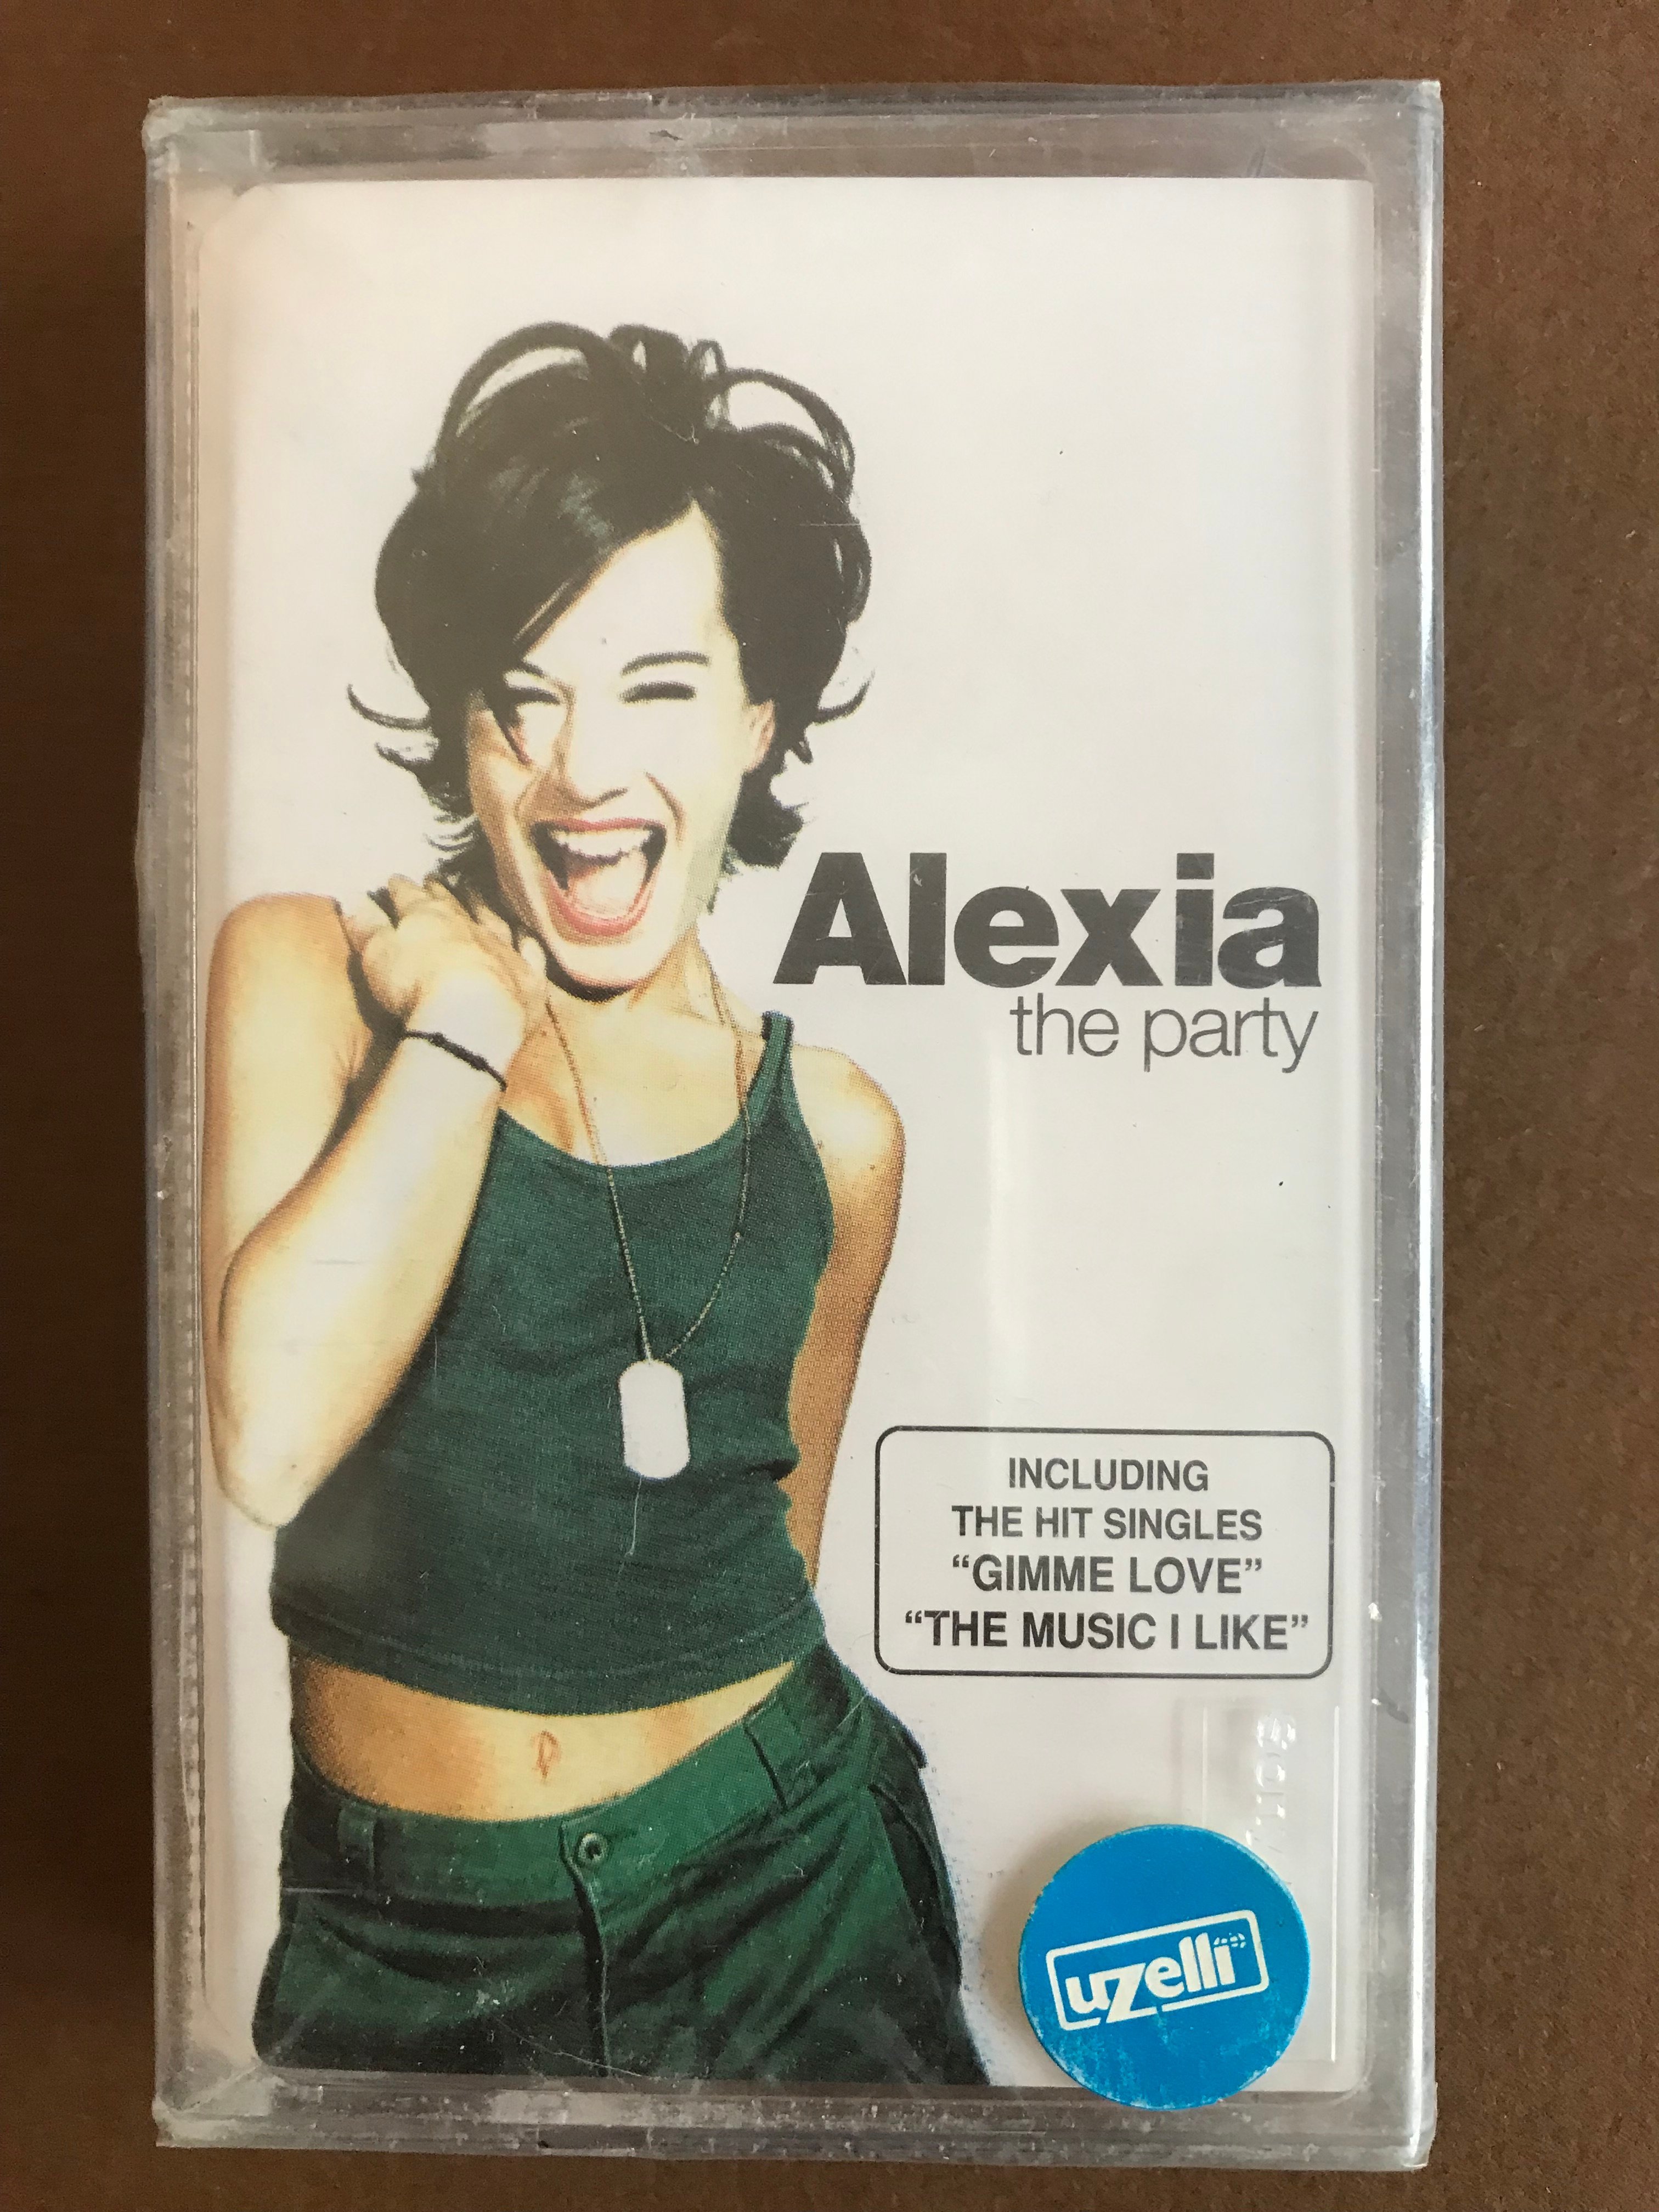 Alexia
the party
INCLUDING
THE HIT SINGLES
“GIMME LOVE”
“THE MUSIC I LIKE”
uzelli